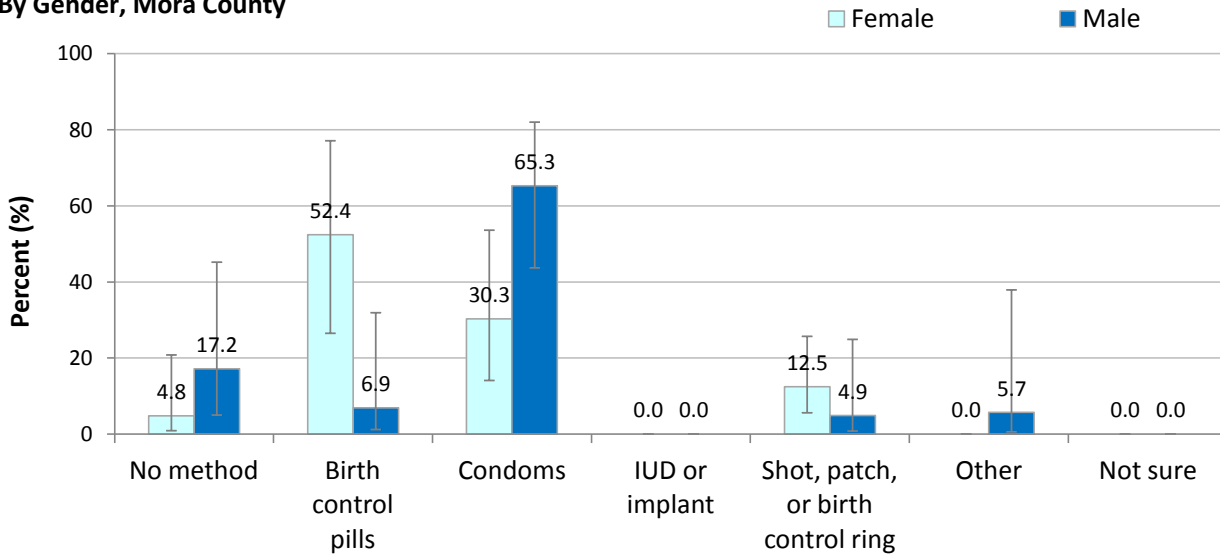 By Gender, Mora County
Female Male
Percent (%)
100
80
60
40
20
0
4.8 17.2 52.4 6.9 30.3 65.3 0.0 0.0 12.5 4.9 0.0 5.7 0.0 0.0
No method
Birth
control
pills
Condoms
IUD or
implant
Shot, patch,
or birth
control ring
Other
Not sure